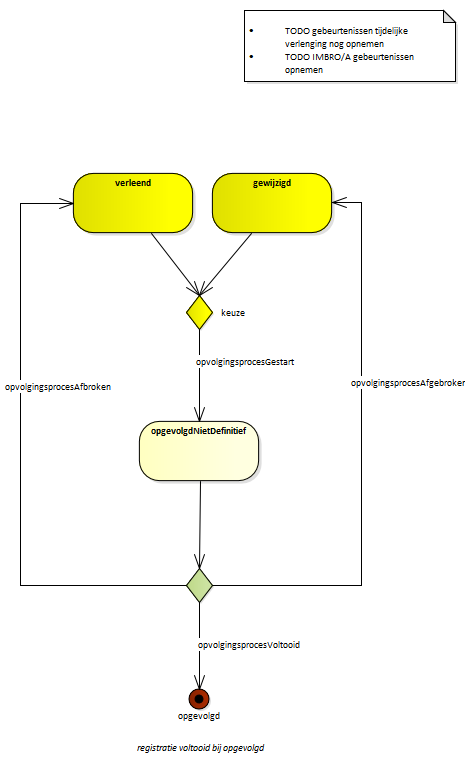 • TODO gebeurtenissen tijdelijke
verlenging nog opnemen
• TODO IMBRO/A gebeurtenissen
opnemen
verleend
gewijzigd
keuze
opvolgingsprocesGestart
opvolgingsprocesAfbroken
opvolgingsprocesAfgebroken
opgevolgdNietDefinitief
opvolgingsprocesVoltooid
opgevolgd
registratie voltooid bij opgevolgd